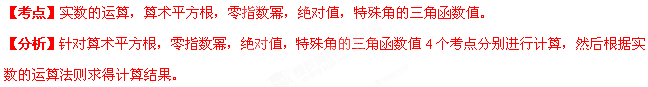 【考点】实数的运算，算术平方根，零指数幂，绝对值，特殊角的三角函数值。
【分析】针对算术平方根，零指数幂，绝对值，特殊角的三角函数值 4 个考点分别进行计算，然后根据实
数的运算法则求得计算结果。